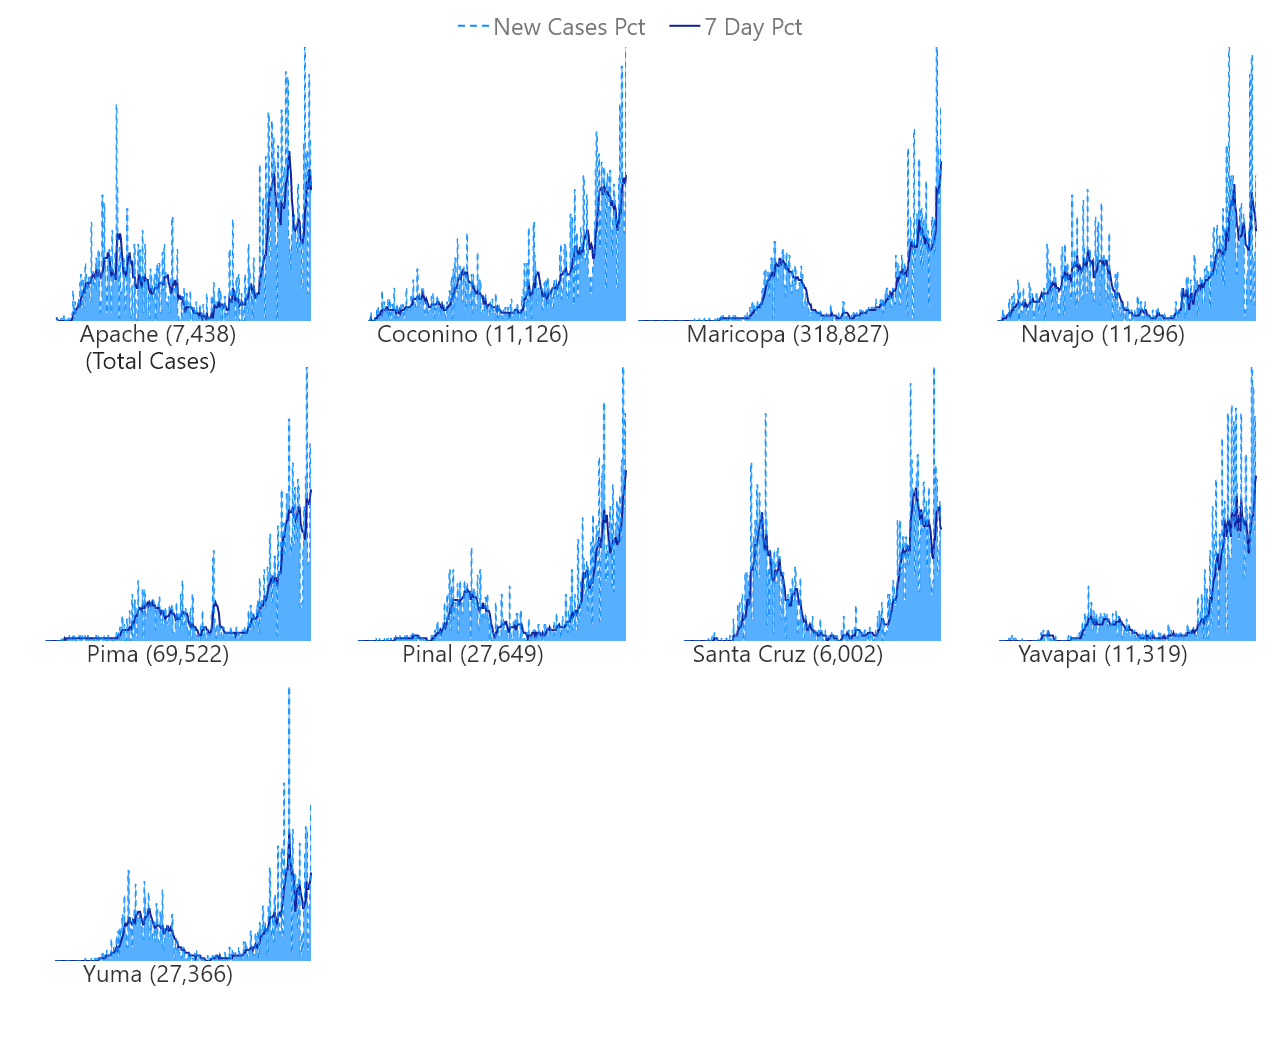 New Cases Pct 7 Day Pct
Apache (7,438) Coconino (11,126) Maricopa (318,827) Navajo (11,296)
(Total Cases)
Pima (69,522) Pinal (27,649) Santa Cruz (6,002) Yavapai (11,319)
Yuma (27,366)